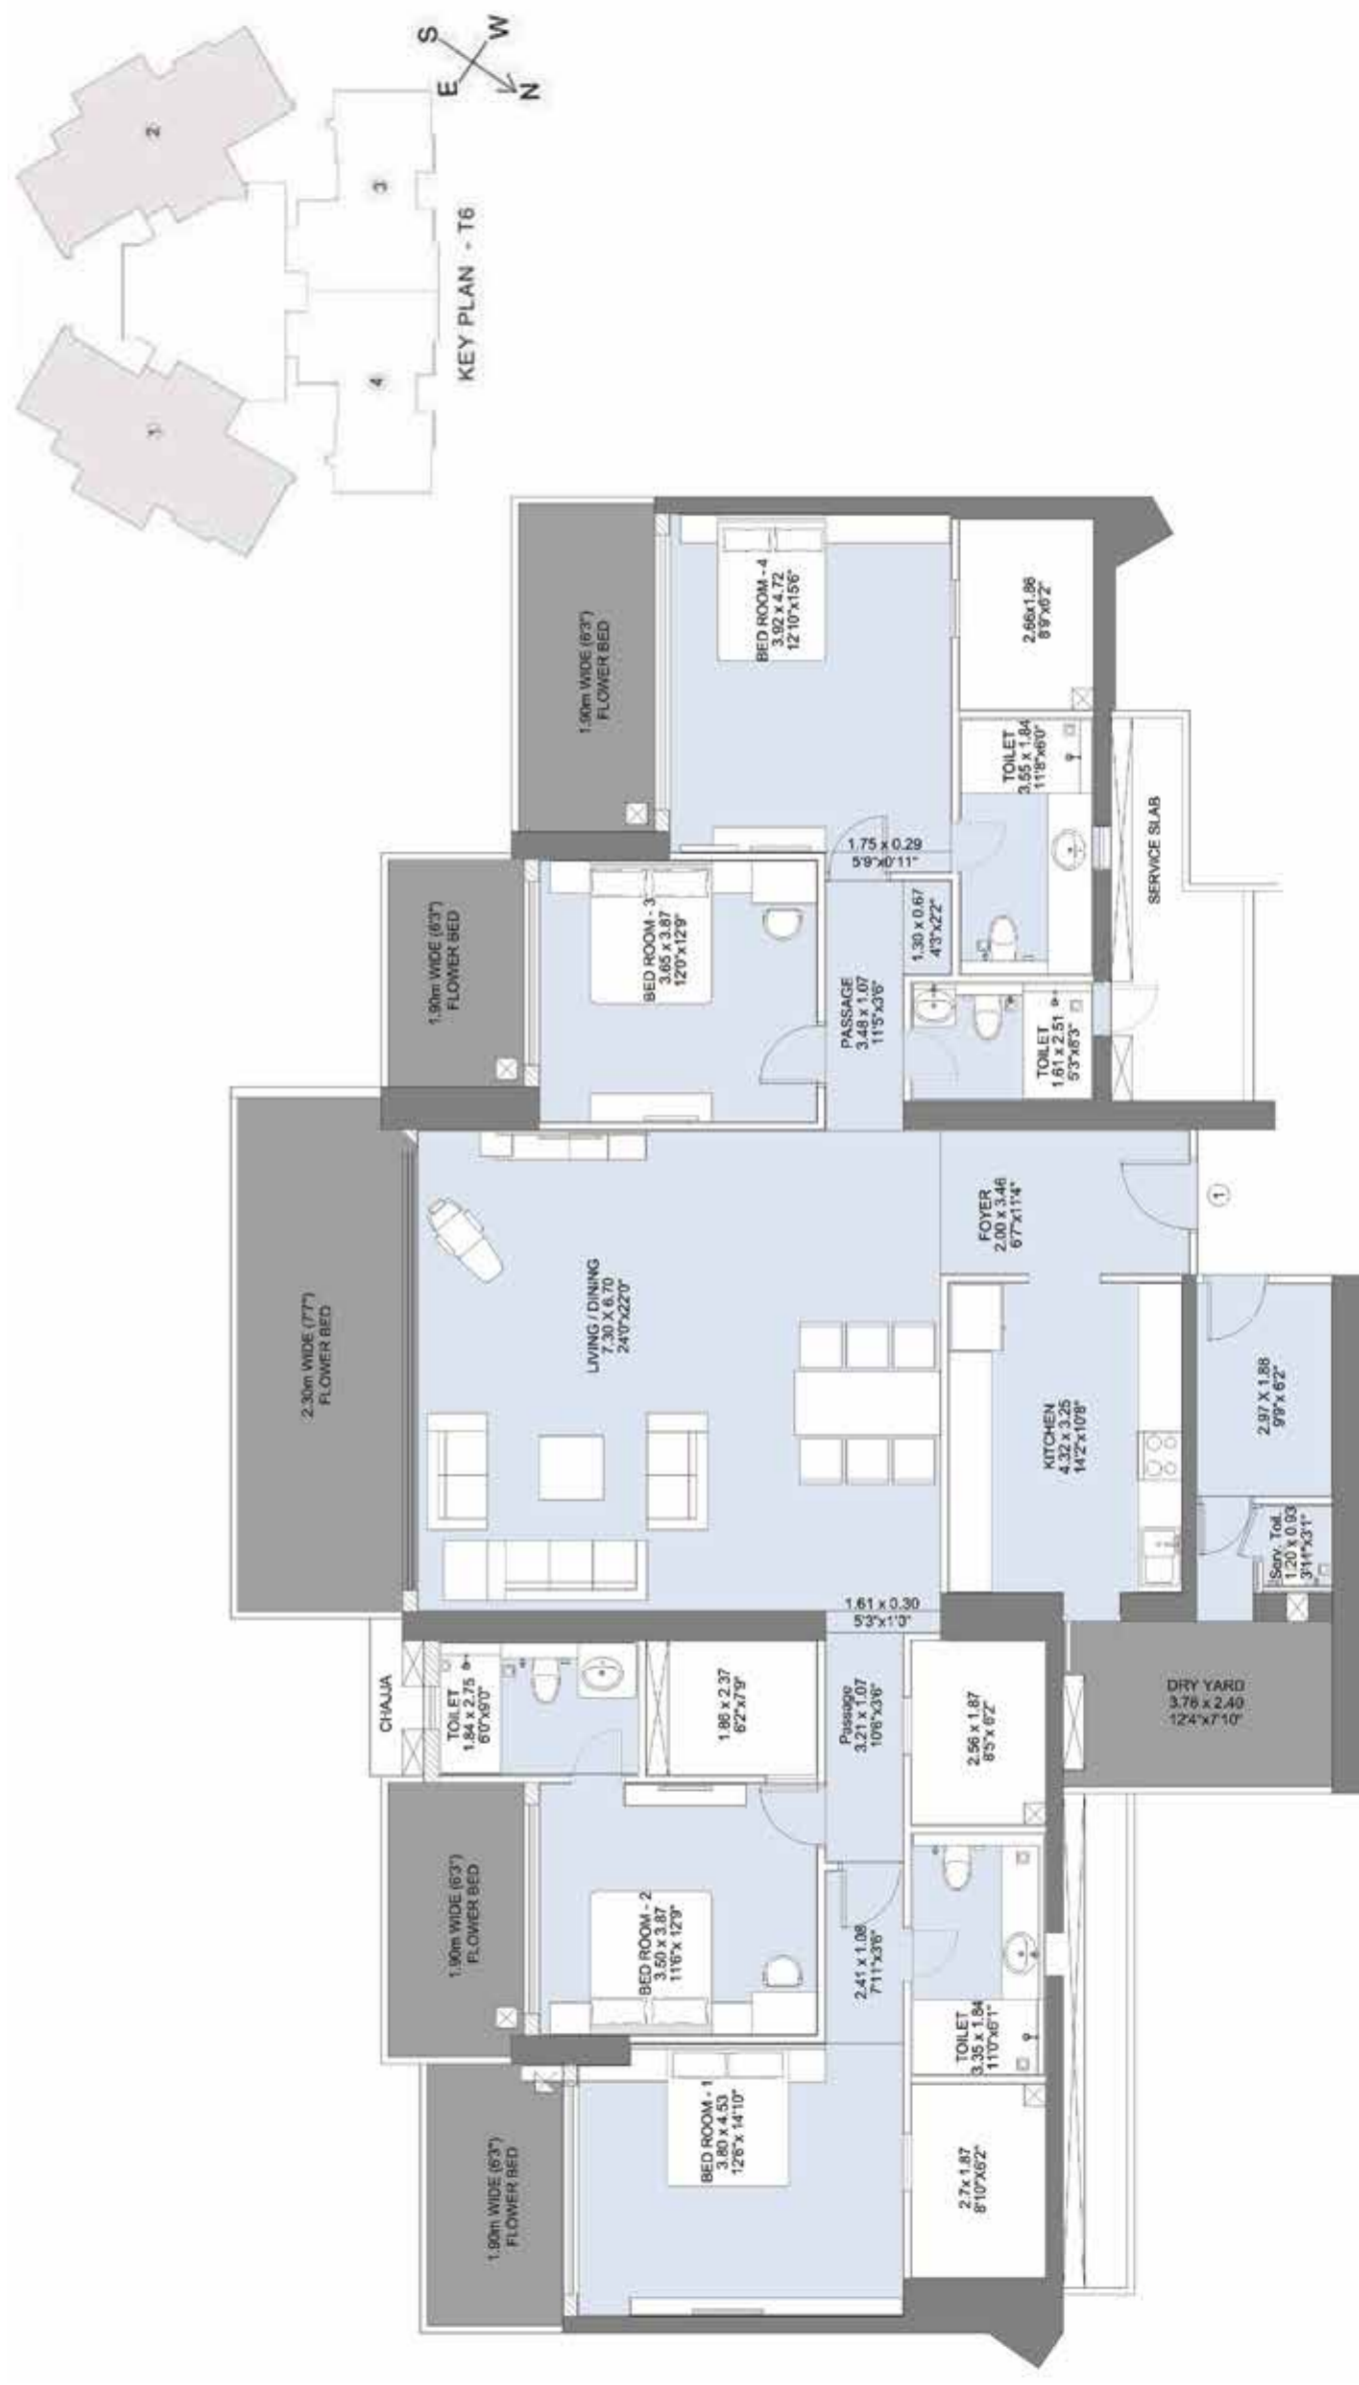 S
W
E
N
2
3
KEY PLAN - T6
4
1
1.90m WIDE (6'3")
FLOWER BED
BED ROOM - 4
3.92 x 4.72
12'10"x15'6"
2.66x1.86
8'9"x6'2"
TOILET
3.55 x 1.84
11'8"x6'0"
1.75 x 0.29
5'9"x0'11"
SERVICE SLAB
1.90m WIDE (6'3")
FLOWER BED
BED ROOM - 3
3.65 x 3.87
12'0"x12'9"
1.30 x 0.67
4'3"x2'2"
PASSAGE
3.48 x 1.07
11'5"x3'6"
TOILET
1.61 x 2.51
5'3"x8'3"
2.30m WIDE (7'7")
FLOWER BED
LIVING / DINING
7.30 X 6.70
24'0"x22'0"
FOYER
2.00 x 3.46
6'7"x11'4"
1
KITCHEN
4.32 x 3.25
14'2"x10'8"
2.97 X 1.88
9'9"x 6'2"
Serv. Toil.
1.20 x 0.93
3'11"x3'1"
1.61 x 0.30
5'3"x1'0"
CHAJJA
TOILET
1.84 x 2.75
6'0"x9'0"
1.86 x 2.37
6'2"x7'9"
Passage
3.21 x 1.07
10'6"x3'6"
2.56 x 1.87
8'5"x 6'2"
DRY YARD
3.76 x 2.40
12'4"x7'10"
1.90m WIDE (6'3")
FLOWER BED
BED ROOM - 2
3.50 x 3.87
11'6"x 12'9"
2.41 x 1.08
7'11"x3'6"
TOILET
3.35 x 1.84
11'0"x6'1"
1.90m WIDE (6'3")
FLOWER BED
BED ROOM - 1
3.80 x 4.53
12'6"x 14'10"
2.7x 1.87
8'10"X6'2"